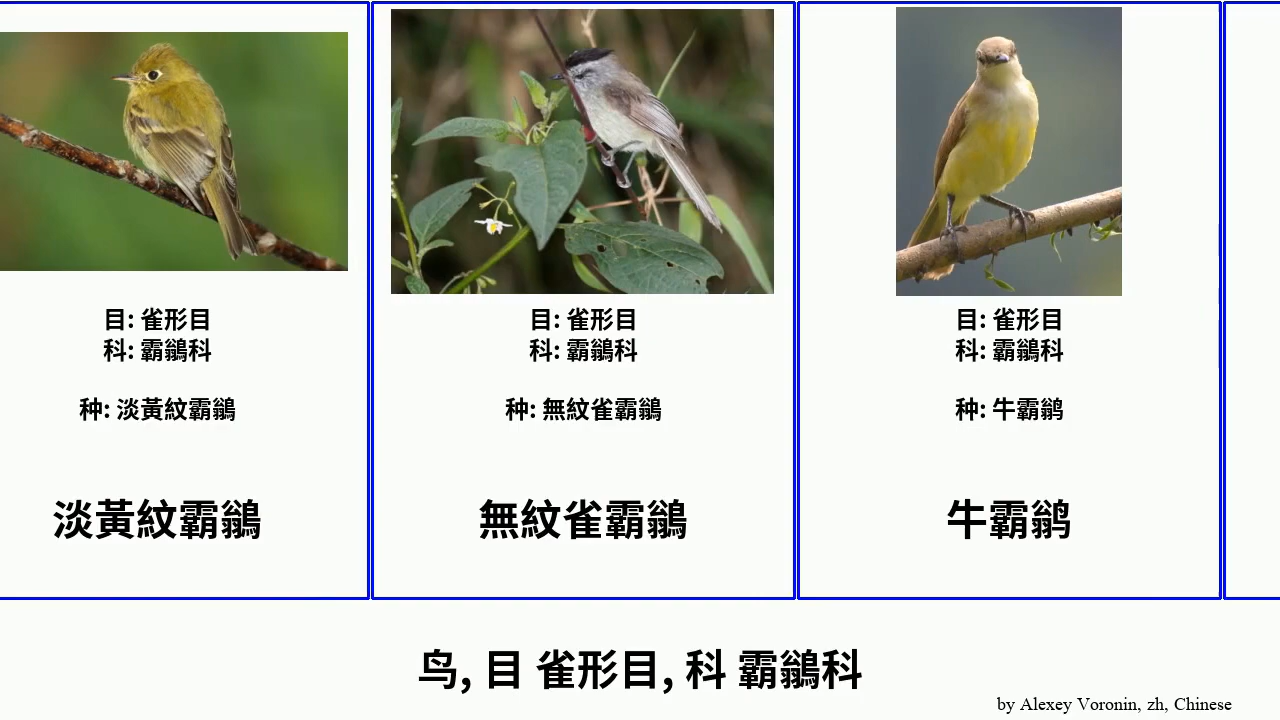 目: 雀形目
科: 霸鶲科
种: 淡黃紋霸鶲
淡黃紋霸鶲
目: 雀形目
科: 霸鶲科
种: 無紋雀霸鶲
無紋雀霸鶲
目: 雀形目
科: 霸鶲科
种: 牛霸鹟
牛霸鹟
鸟, 目 雀形目, 科 霸鶲科
by Alexey Voronin, zh, Chinese